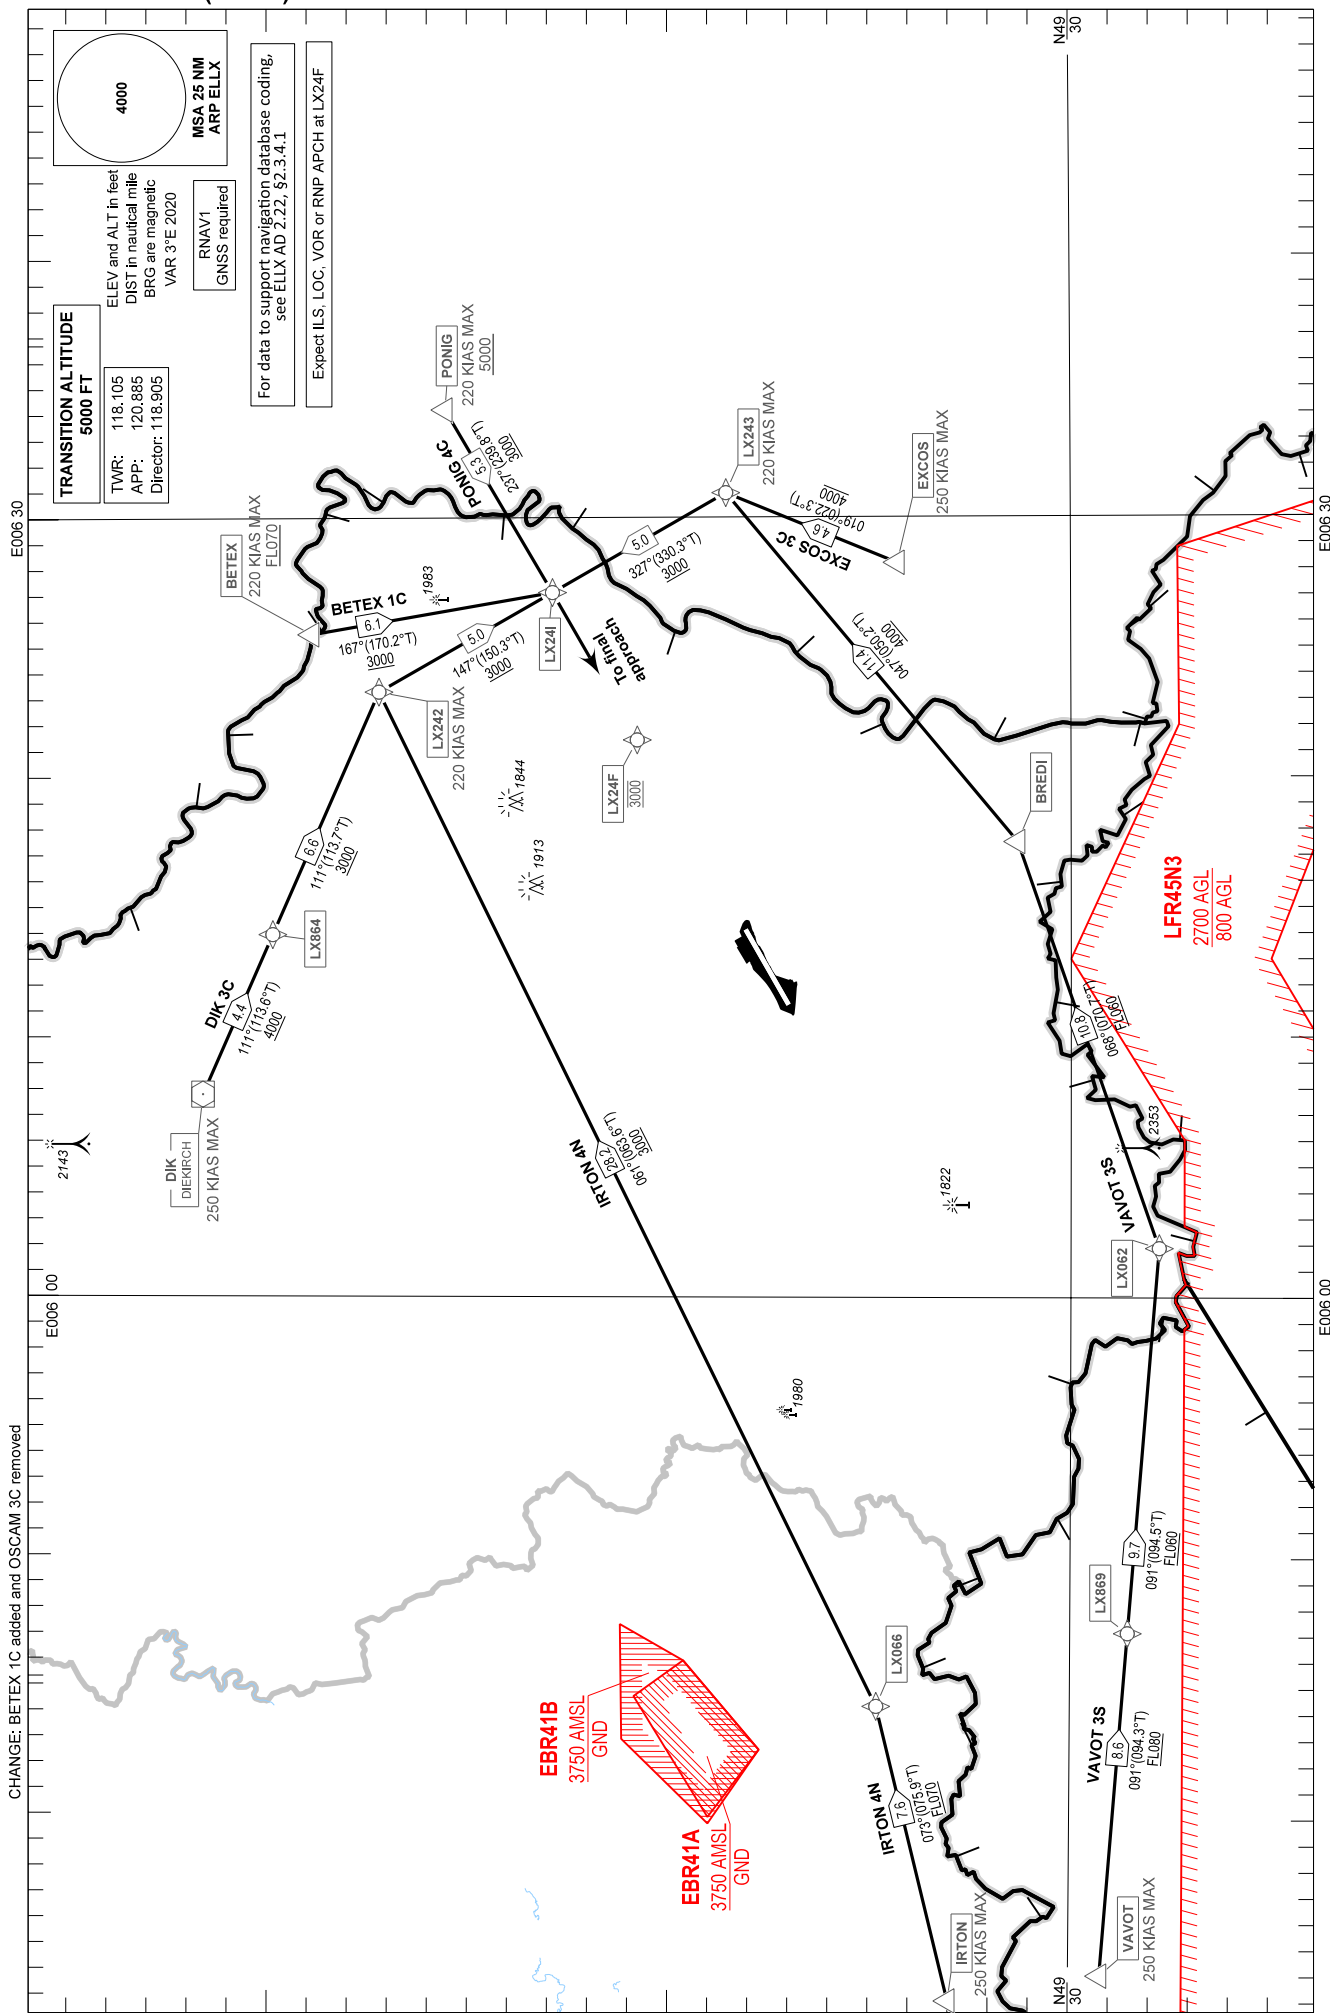 CHANGE: BETEX 1C added and OSCAM 3C removed
E006 00
E006 30
TRANSITION ALTITUDE
5000 FT
TWR: 118.105
APP: 120.885
Director: 118.905
ELEV and ALT in feet
DIST in nautical mile
BRG are magnetic
VAR 3°E 2020
4000
MSA 25 NM
ARP ELLX
RNAV1
GNSS required
For data to support navigation database coding,
see ELLX AD 2.22, §2.3.4.1
Expect ILS, LOC, VOR or RNP APCH at LX24F
2143
DIK
DIEKIRCH
250 KIAS MAX
DIK 3C
4.4
111°(113.6°T)
4000
LX864
6.6
111°(113.7°T)
3000
BETEX
220 KIAS MAX
FL070
BETEX 1C
6.1
167°(170.2°T)
3000
1983
LX242
220 KIAS MAX
5.0
147°(150.3°T)
3000
PONIG
220 KIAS MAX
5000
PONIG 4C
5.3
237°(239.8°T)
3000
LX24I
To final
approach
1844
1913
LX24F
3000
5.0
327°(330.3°T)
3000
LX243
220 KIAS MAX
EXCOS 3C
4.6
019°(022.3°T)
4000
EXCOS
250 KIAS MAX
11.4
047°(050.2°T)
4000
BREDI
IRTON 4N
28.2
061°(063.6°T)
3000
1822
1980
EBR41B
3750 AMSL
GND
EBR41A
3750 AMSL
GND
LX066
IRTON 4N
7.6
073°(075.9°T)
FL070
IRTON
250 KIAS MAX
N49
30
N49
30
VAVOT
250 KIAS MAX
VAVOT 3S
8.6
091°(094.3°T)
FL080
LX869
9.7
091°(094.5°T)
FL060
LX062
VAVOT 3S
2353
10.8
068°(070.7°T)
FL060
LFR45N3
2700 AGL
800 AGL
E006 00
E006 30